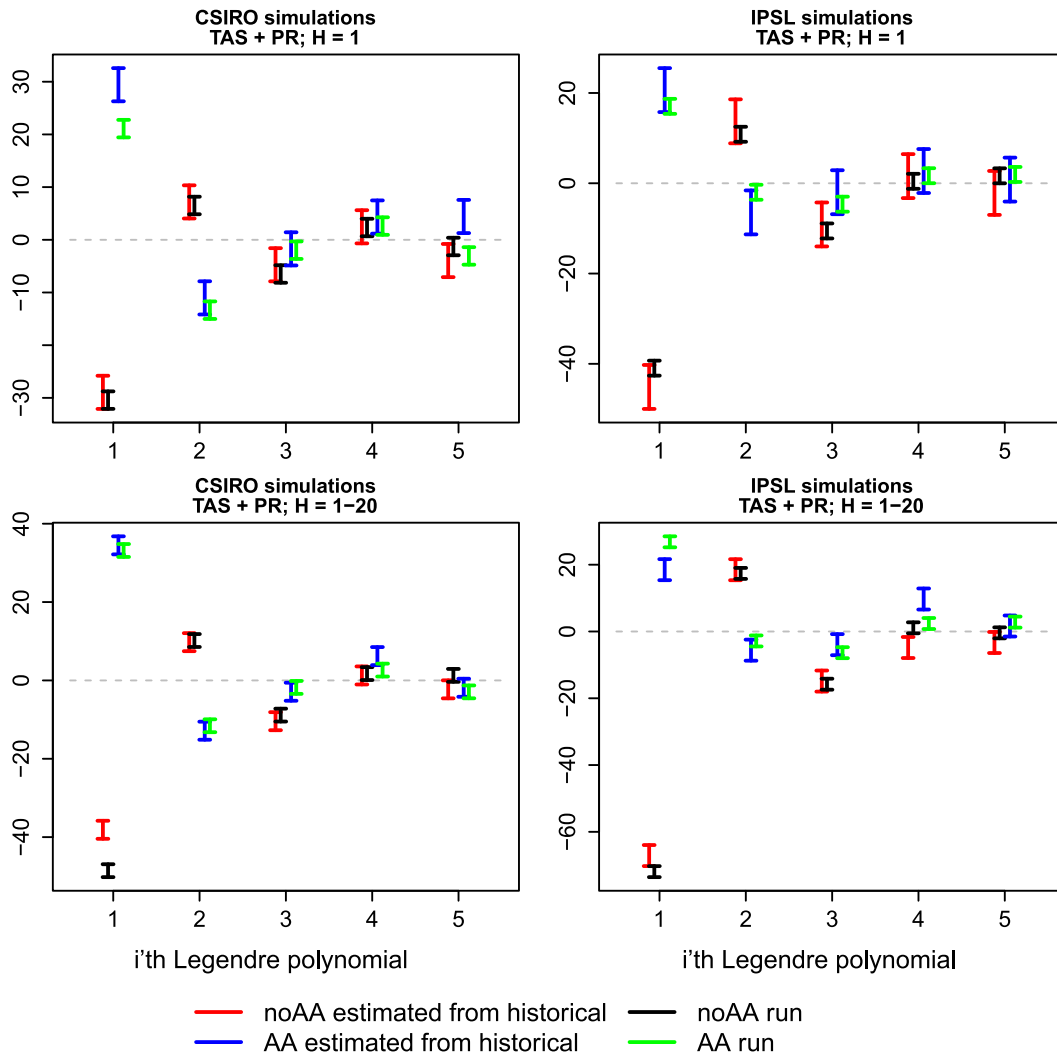 CSIRO simulations
TAS + PR; H = 1
30
20
10
0
−10
−30
1 2 3 4 5
IPSL simulations
TAS + PR; H = 1
20
0
−20
−40
1 2 3 4 5
CSIRO simulations
TAS + PR; H = 1−20
40
20
0
−20
−40
1 2 3 4 5
i'th Legendre polynomial
IPSL simulations
TAS + PR; H = 1−20
20
0
−20
−40
−60
1 2 3 4 5
i'th Legendre polynomial
noAA estimated from historical
noAA run
AA estimated from historical
AA run